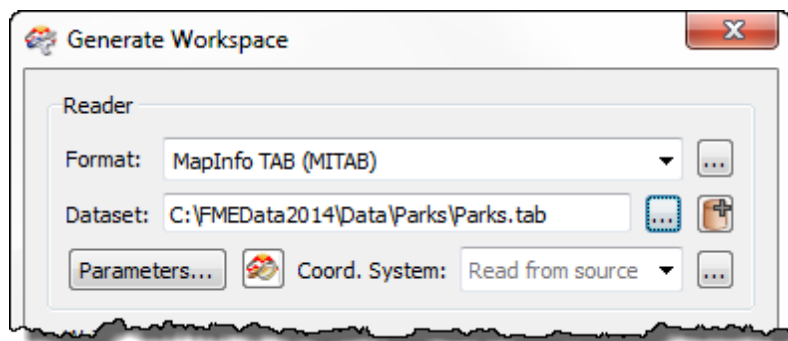 Generate Workspace
Reader
Format: MapInfo TAB (MITAB) ...
Dataset: C:\FMEData2014\Data\Parks\Parks.tab ...
Parameters... Coord. System: Read from source ...